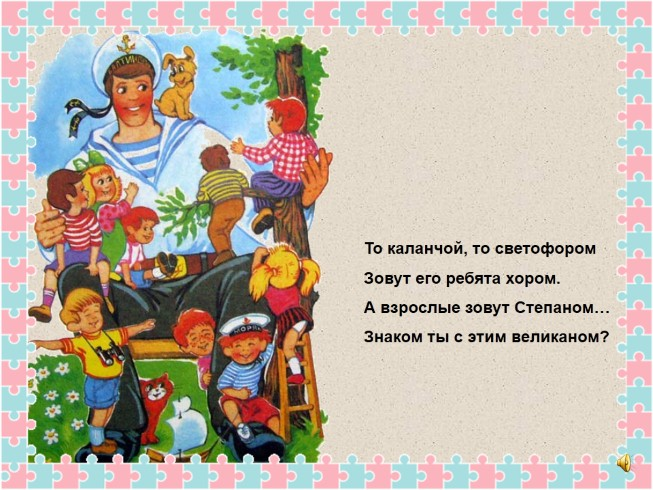 То каланчой, то светофором
Зовут его ребята хором.
А взрослые зовут Степаном…
Знаком ты с этим великаном?